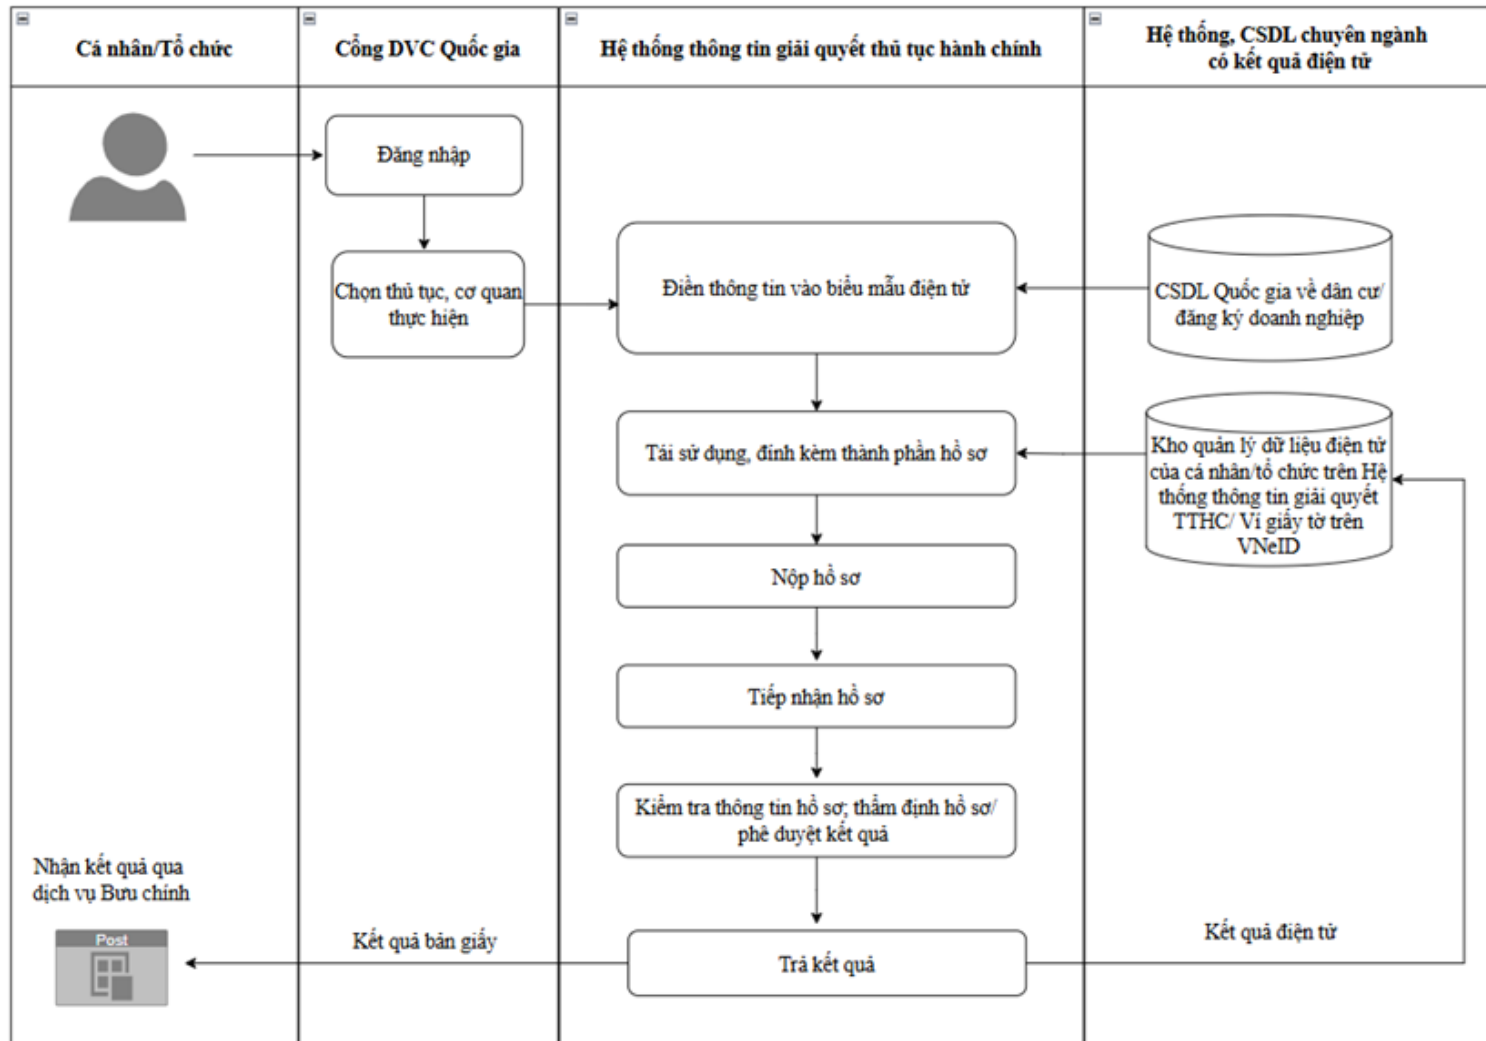 Cá nhân/Tổ chức
Cổng DVC Quốc gia
Hệ thống thông tin giải quyết thủ tục hành chính
Hệ thống, CSDL chuyên ngành
có kết quả điện tử
Đăng nhập
Chọn thủ tục, cơ quan
thực hiện
Điền thông tin vào biểu mẫu điện tử
CSDL Quốc gia về dân cư/
đăng ký doanh nghiệp
Tái sử dụng, đính kèm thành phần hồ sơ
Kho quản lý dữ liệu điện tử
của cá nhân/tổ chức trên Hệ
thống thông tin giải quyết
TTHC/ Ví giấy tờ trên
VNeID
Nộp hồ sơ
Tiếp nhận hồ sơ
Kiểm tra thông tin hồ sơ; thẩm định hồ sơ/
phê duyệt kết quả
Nhận kết quả qua
dịch vụ Bưu chính
Post
Kết quả bản giấy
Trả kết quả
Kết quả điện tử